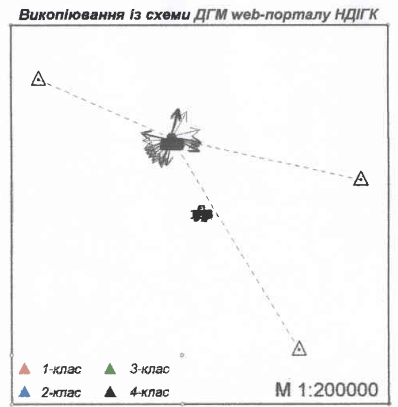 Викопіювання із схеми ДГМ web-порталу НДІГК
1-клас 3-клас
2-клас 4-клас
М 1:200000